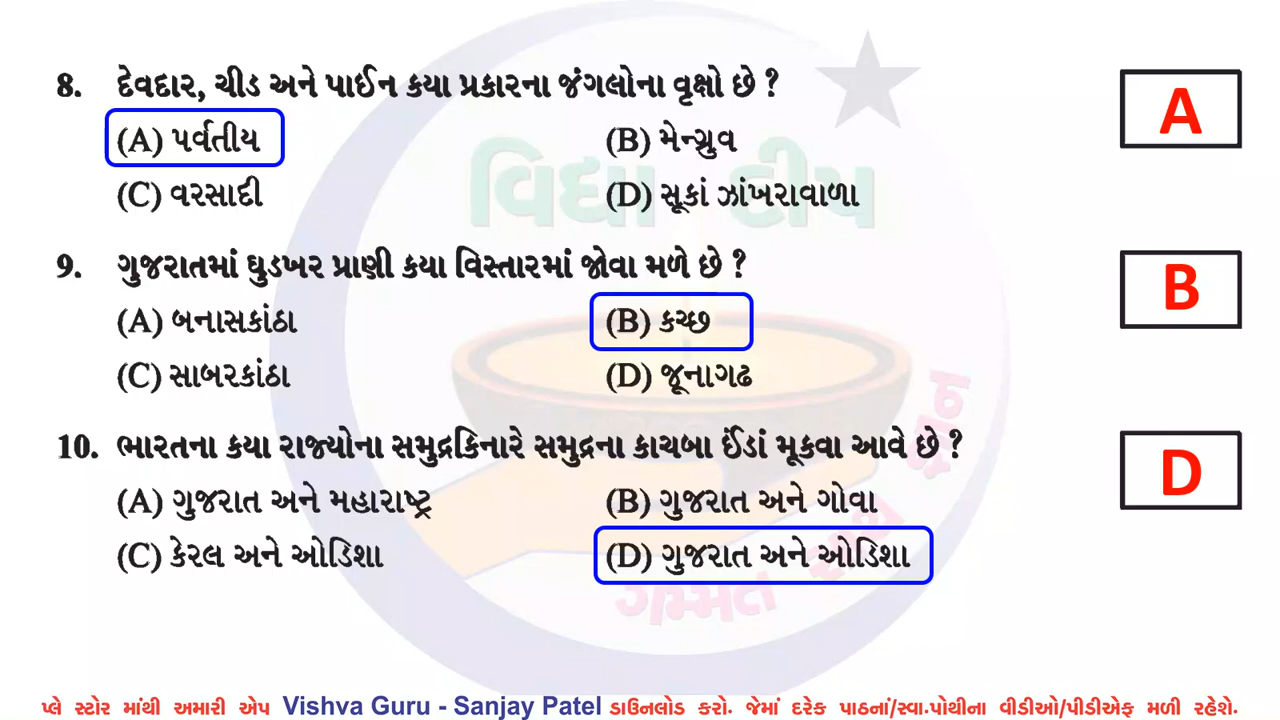 8. દેવદાર, ચીડ અને પાઈન કયા પ્રકારના જંગલોના વૃક્ષો છે ?
A
(A) પર્વતીય (B) મેન્ગ્રુવ
(C) વરસાદી (D) સૂકાં ઝાંખરાવાળા
વિદ્યા દીપ
9. ગુજરાતમાં ઘુડખર પ્રાણી કયા વિસ્તારમાં જોવા મળે છે ?
B
(A) બનાસકાંઠા (B) કચ્છ
(C) સાબરકાંઠા (D) જૂનાગઢ
10. ભારતના કયા રાજ્યોના સમુદ્રકિનારે સમુદ્રના કાચબા ઈંડાં મૂકવા આવે છે ?
D
(A) ગુજરાત અને મહારાષ્ટ્ર (B) ગુજરાત અને ગોવા
(C) કેરલ અને ઓડિશા (D) ગુજરાત અને ઓડિશા
ગમ્મત સાથે જ્ઞાન
પ્લે સ્ટોર માંથી અમારી એપ Vishva Guru - Sanjay Patel ડાઉનલોડ કરો. જેમાં દરેક પાઠનાં/સ્વા.પોથીના વીડીઓ/પીડીએફ મળી રહેશે.